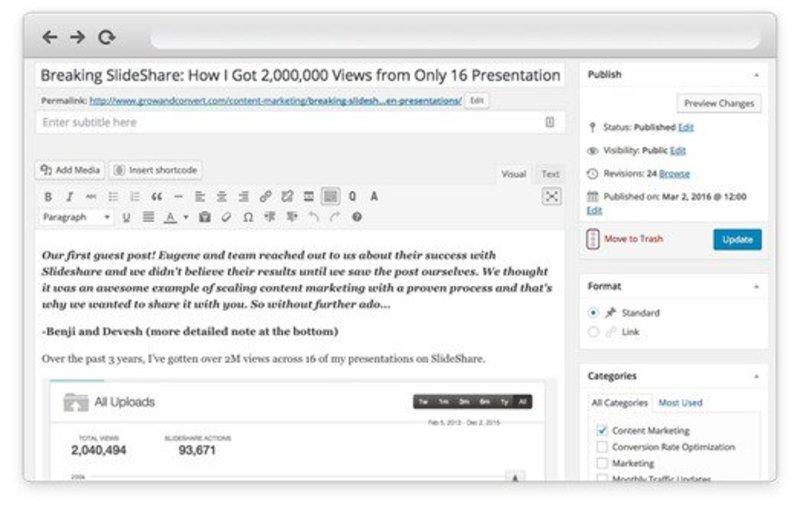 Breaking SlideShare: How I Got 2,000,000 Views from Only 16 Presentation
Permalink: http://www.growandconvert.com/content-marketing/breaking-slidesh...en-presentations/ Edit
Enter subtitle here
Add Media Insert shortcode
Visual Text
B I ABC
Q A
Paragraph U A
Our first guest post! Eugene and team reached out to us about their success with
Slideshare and we didn't believe their results until we saw the post ourselves. We thought
it was an awesome example of scaling content marketing with a proven process and that's
why we wanted to share it with you. So without further ado...
-Benji and Devesh (more detailed note at the bottom)
Over the past 3 years, I've gotten over 2M views across 16 of my presentations on SlideShare.
All Uploads
1w 1m 3m 6m 1y All
Feb 5, 2013 - Dec 2, 2015
TOTAL VIEWS
2,040,494
SLIDESHARE ACTIONS
93,671
200k
Publish
Preview Changes
Status: Published Edit
Visibility: Public Edit
Revisions: 24 Browse
Published on: Mar 2, 2016 @ 12:00
Edit
Move to Trash
Update
Format
Standard
Link
Categories
All Categories Most Used
Content Marketing
Conversion Rate Optimization
Marketing
Monthly Traffic Updates